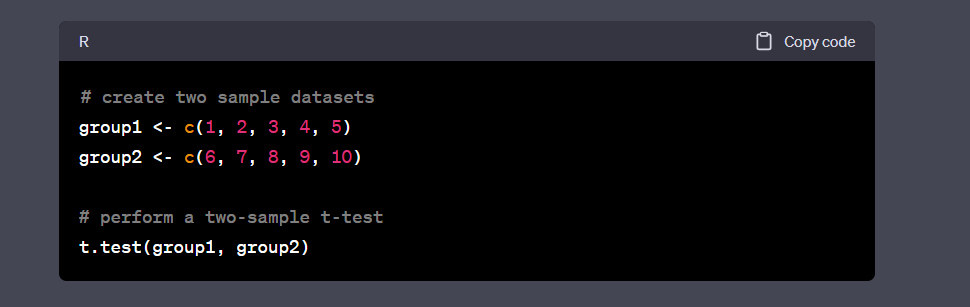 R
Copy code
# create two sample datasets
group1 <- c(1, 2, 3, 4, 5)
group2 <- c(6, 7, 8, 9, 10)
# perform a two-sample t-test
t.test(group1, group2)